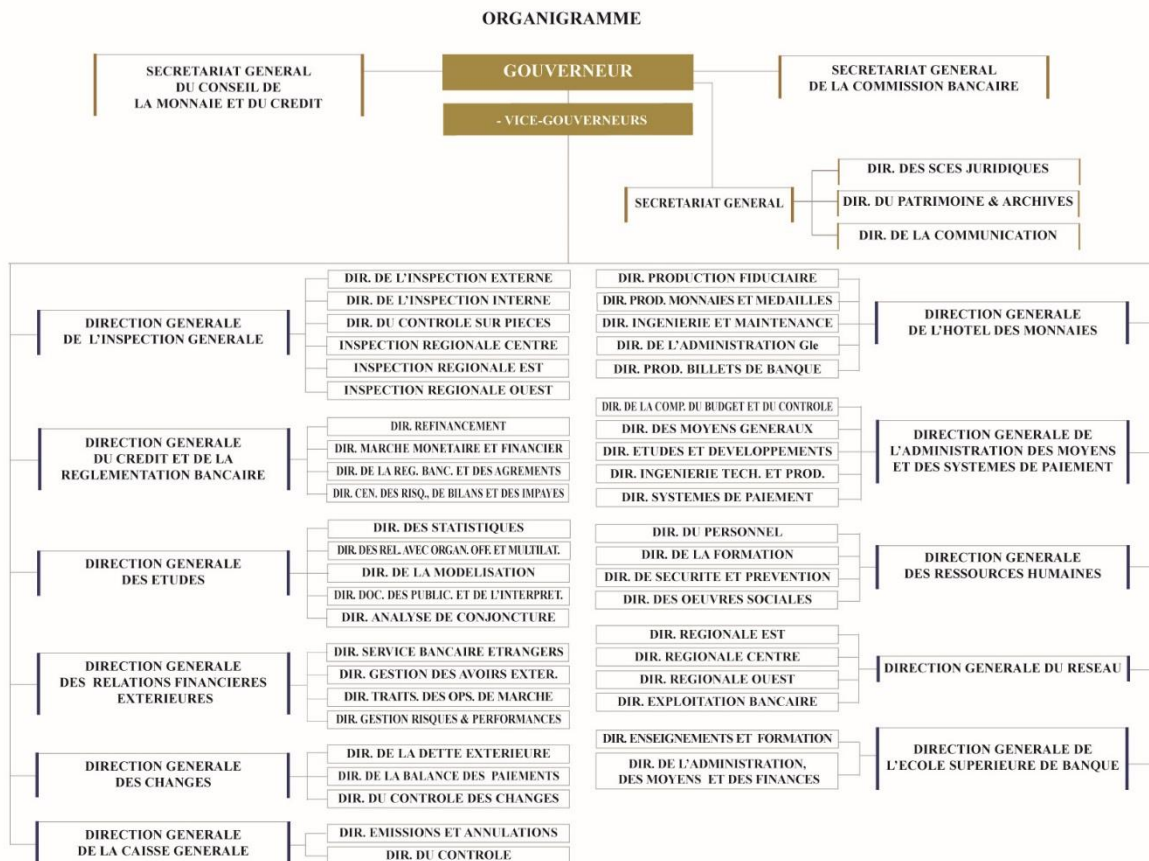 ORGANIGRAMME
SECRETARIAT GENERAL
DU CONSEIL DE
LA MONNAIE ET DU CREDIT
GOUVERNEUR
- VICE-GOUVERNEURS
SECRETARIAT GENERAL
DE LA COMMISSION BANCAIRE
SECRETARIAT GENERAL
DIR. DES SCES JURIDIQUES
DIR. DU PATRIMOINE & ARCHIVES
DIR. DE LA COMMUNICATION
DIRECTION GENERALE
DE L'INSPECTION GENERALE
DIR. DE L'INSPECTION EXTERNE
DIR. DE L'INSPECTION INTERNE
DIR. DU CONTROLE SUR PIECES
INSPECTION REGIONALE CENTRE
INSPECTION REGIONALE EST
INSPECTION REGIONALE OUEST
DIRECTION GENERALE
DU CREDIT ET DE LA
REGLEMENTATION BANCAIRE
DIR. REFINANCEMENT
DIR. MARCHE MONETAIRE ET FINANCIER
DIR. DE LA REG. BANC. ET DES AGREMENTS
DIR. CEN. DES RISQ., DE BILANS ET DES IMPAYES
DIRECTION GENERALE
DES ETUDES
DIR. DES STATISTIQUES
DIR. DES REL. AVEC ORGAN. OFF. ET MULTILAT.
DIR. DE LA MODELISATION
DIR. DOC. DES PUBLIC. ET DE L'INTERPRET.
DIR. ANALYSE DE CONJONCTURE
DIRECTION GENERALE
DES RELATIONS FINANCIERES
EXTERIEURES
DIR. SERVICE BANCAIRE ETRANGERS
DIR. GESTION DES AVOIRS EXTER.
DIR. TRAITS. DES OPS. DE MARCHE
DIR. GESTION RISQUES & PERFORMANCES
DIRECTION GENERALE
DES CHANGES
DIR. DE LA DETTE EXTERIEURE
DIR. DE LA BALANCE DES PAIEMENTS
DIR. DU CONTROLE DES CHANGES
DIRECTION GENERALE
DE LA CAISSE GENERALE
DIR. EMISSIONS ET ANNULATIONS
DIR. DU CONTROLE
DIR. PRODUCTION FIDUCIAIRE
DIR. PROD. MONNAIES ET MEDAILLES
DIR. INGENIERIE ET MAINTENANCE
DIR. DE L'ADMINISTRATION Gle
DIR. PROD. BILLETS DE BANQUE
DIRECTION GENERALE
DE L'HOTEL DES MONNAIES
DIR. DE LA COMP. DU BUDGET ET DU CONTROLE
DIR. DES MOYENS GENERAUX
DIR. ETUDES ET DEVELOPPEMENTS
DIR. INGENIERIE TECH. ET PROD.
DIR. SYSTEMES DE PAIEMENT
DIRECTION GENERALE DE
L'ADMINISTRATION DES MOYENS
ET DES SYSTEMES DE PAIEMENT
DIR. DU PERSONNEL
DIR. DE LA FORMATION
DIR. DE SECURITE ET PREVENTION
DIR. DES OEUVRES SOCIALES
DIRECTION GENERALE
DES RESSOURCES HUMAINES
DIR. REGIONALE EST
DIR. REGIONALE CENTRE
DIR. REGIONALE OUEST
DIR. EXPLOITATION BANCAIRE
DIRECTION GENERALE DU RESEAU
DIR. ENSEIGNEMENTS ET FORMATION
DIR. DE L'ADMINISTRATION,
DES MOYENS ET DES FINANCES
DIRECTION GENERALE DE
L'ECOLE SUPERIEURE DE BANQUE